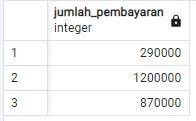 jumlah_pembayaran
integer
1 290000
2 1200000
3 870000